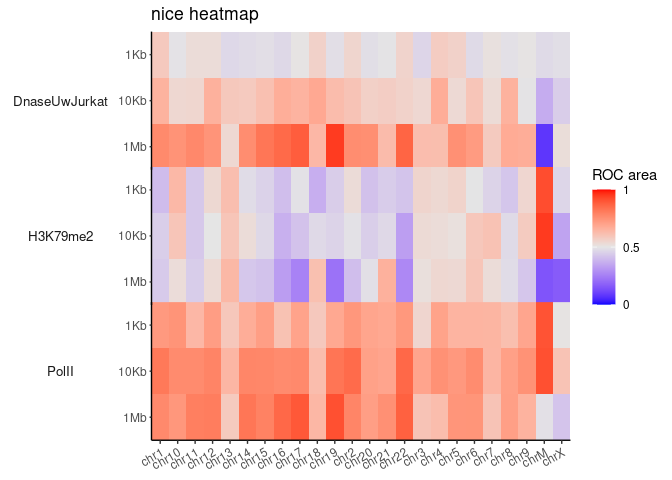 nice heatmap
DnaseUwJurkat
1Kb
10Kb
1Mb
H3K79me2
1Kb
10Kb
1Mb
PolII
1Kb
10Kb
1Mb
chr1 chr10 chr11 chr12 chr13 chr14 chr15 chr16 chr17 chr18 chr19 chr2 chr20 chr21 chr22 chr3 chr4 chr5 chr6 chr7 chr8 chr9 chrM chrX
ROC area
1
0.5
0